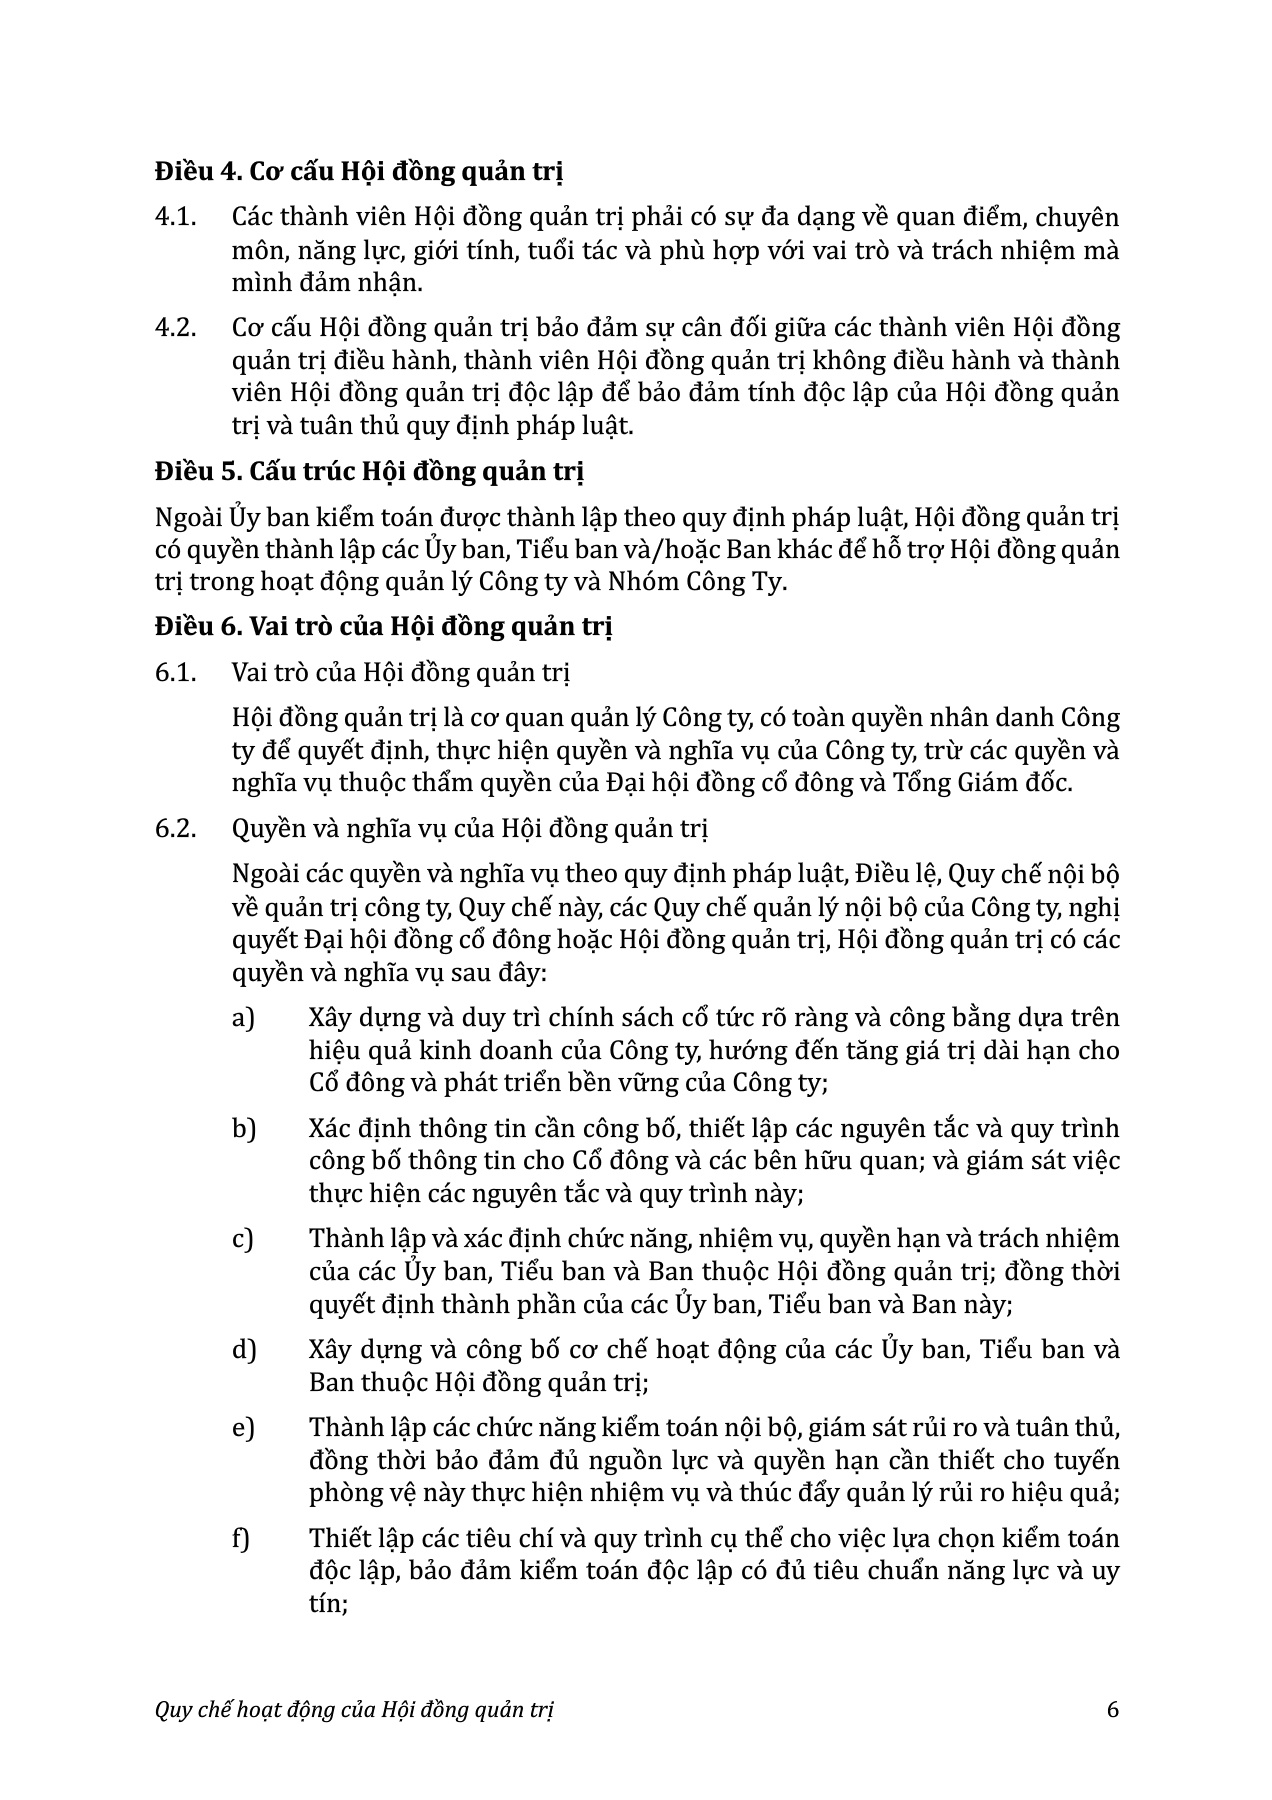 Điều 4. Cơ cấu Hội đồng quản trị
4.1. Các thành viên Hội đồng quản trị phải có sự đa dạng về quan điểm, chuyên
môn, năng lực, giới tính, tuổi tác và phù hợp với vai trò và trách nhiệm mà
mình đảm nhận.
4.2. Cơ cấu Hội đồng quản trị bảo đảm sự cân đối giữa các thành viên Hội đồng
quản trị điều hành, thành viên Hội đồng quản trị không điều hành và thành
viên Hội đồng quản trị độc lập để bảo đảm tính độc lập của Hội đồng quản
trị và tuân thủ quy định pháp luật.
Điều 5. Cấu trúc Hội đồng quản trị
Ngoài Ủy ban kiểm toán được thành lập theo quy định pháp luật, Hội đồng quản trị
có quyền thành lập các Ủy ban, Tiểu ban và/hoặc Ban khác để hỗ trợ Hội đồng quản
trị trong hoạt động quản lý Công ty và Nhóm Công Ty.
Điều 6. Vai trò của Hội đồng quản trị
6.1. Vai trò của Hội đồng quản trị
Hội đồng quản trị là cơ quan quản lý Công ty, có toàn quyền nhân danh Công
ty để quyết định, thực hiện quyền và nghĩa vụ của Công ty, trừ các quyền và
nghĩa vụ thuộc thẩm quyền của Đại hội đồng cổ đông và Tổng Giám đốc.
6.2. Quyền và nghĩa vụ của Hội đồng quản trị
Ngoài các quyền và nghĩa vụ theo quy định pháp luật, Điều lệ, Quy chế nội bộ
về quản trị công ty, Quy chế này, các Quy chế quản lý nội bộ của Công ty, nghị
quyết Đại hội đồng cổ đông hoặc Hội đồng quản trị, Hội đồng quản trị có các
quyền và nghĩa vụ sau đây:
a) Xây dựng và duy trì chính sách cổ tức rõ ràng và công bằng dựa trên
hiệu quả kinh doanh của Công ty, hướng đến tăng giá trị dài hạn cho
Cổ đông và phát triển bền vững của Công ty;
b) Xác định thông tin cần công bố, thiết lập các nguyên tắc và quy trình
công bố thông tin cho Cổ đông và các bên hữu quan; và giám sát việc
thực hiện các nguyên tắc và quy trình này;
c) Thành lập và xác định chức năng, nhiệm vụ, quyền hạn và trách nhiệm
của các Ủy ban, Tiểu ban và Ban thuộc Hội đồng quản trị; đồng thời
quyết định thành phần của các Ủy ban, Tiểu ban và Ban này;
d) Xây dựng và công bố cơ chế hoạt động của các Ủy ban, Tiểu ban và
Ban thuộc Hội đồng quản trị;
e) Thành lập các chức năng kiểm toán nội bộ, giám sát rủi ro và tuân thủ,
đồng thời bảo đảm đủ nguồn lực và quyền hạn cần thiết cho tuyến
phòng vệ này thực hiện nhiệm vụ và thúc đẩy quản lý rủi ro hiệu quả;
f) Thiết lập các tiêu chí và quy trình cụ thể cho việc lựa chọn kiểm toán
độc lập, bảo đảm kiểm toán độc lập có đủ tiêu chuẩn năng lực và uy
tín;
Quy chế hoạt động của Hội đồng quản trị 6